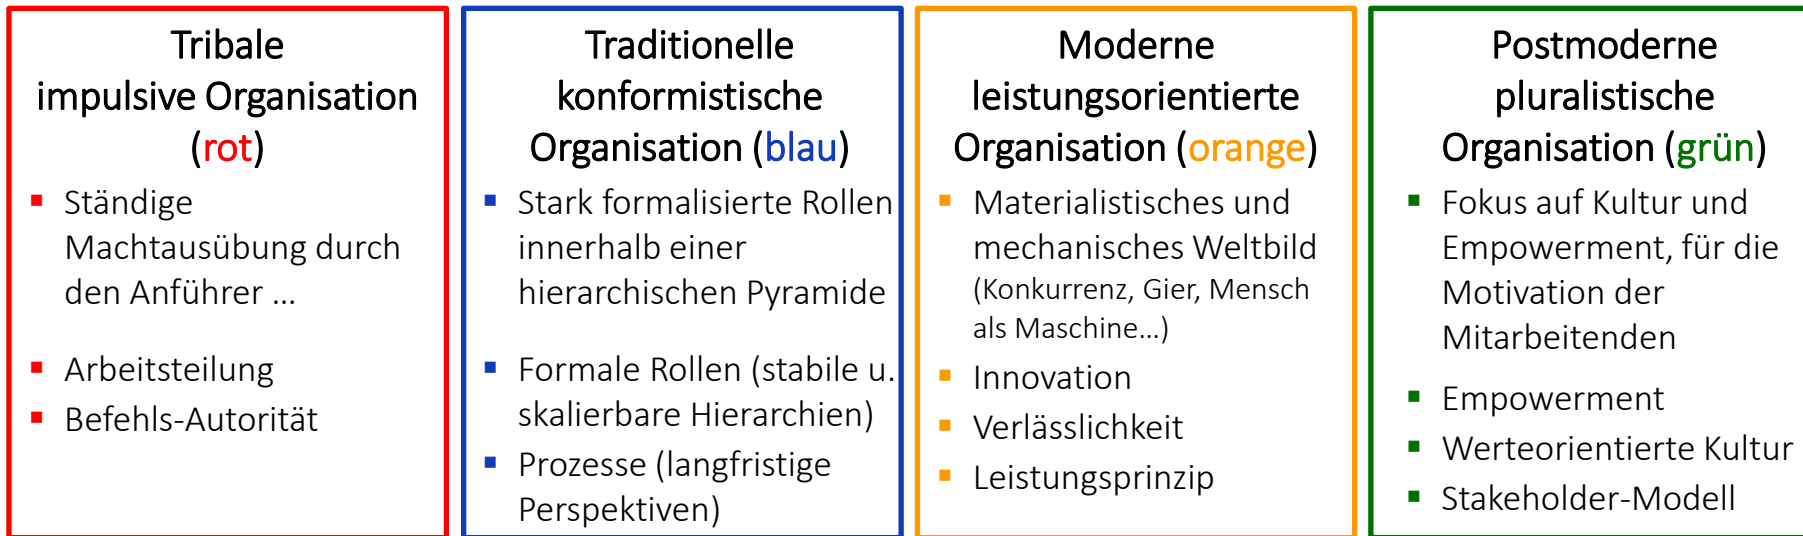 Tribale
impulsive Organisation
(rot)
▪ Ständige
Machtausübung durch
den Anführer ...
▪ Arbeitsteilung
▪ Befehls-Autorität
Traditionelle
konformistische
Organisation (blau)
▪ Stark formalisierte Rollen
innerhalb einer
hierarchischen Pyramide
▪ Formale Rollen (stabile u.
skalierbare Hierarchien)
▪ Prozesse (langfristige
Perspektiven)
Moderne
leistungsorientierte
Organisation (orange)
▪ Materialistisches und
mechanisches Weltbild
(Konkurrenz, Gier, Mensch
als Maschine...)
▪ Innovation
▪ Verlässlichkeit
▪ Leistungsprinzip
Postmoderne
pluralistische
Organisation (grün)
▪ Fokus auf Kultur und
Empowerment, für die
Motivation der
Mitarbeitenden
▪ Empowerment
▪ Werteorientierte Kultur
▪ Stakeholder-Modell